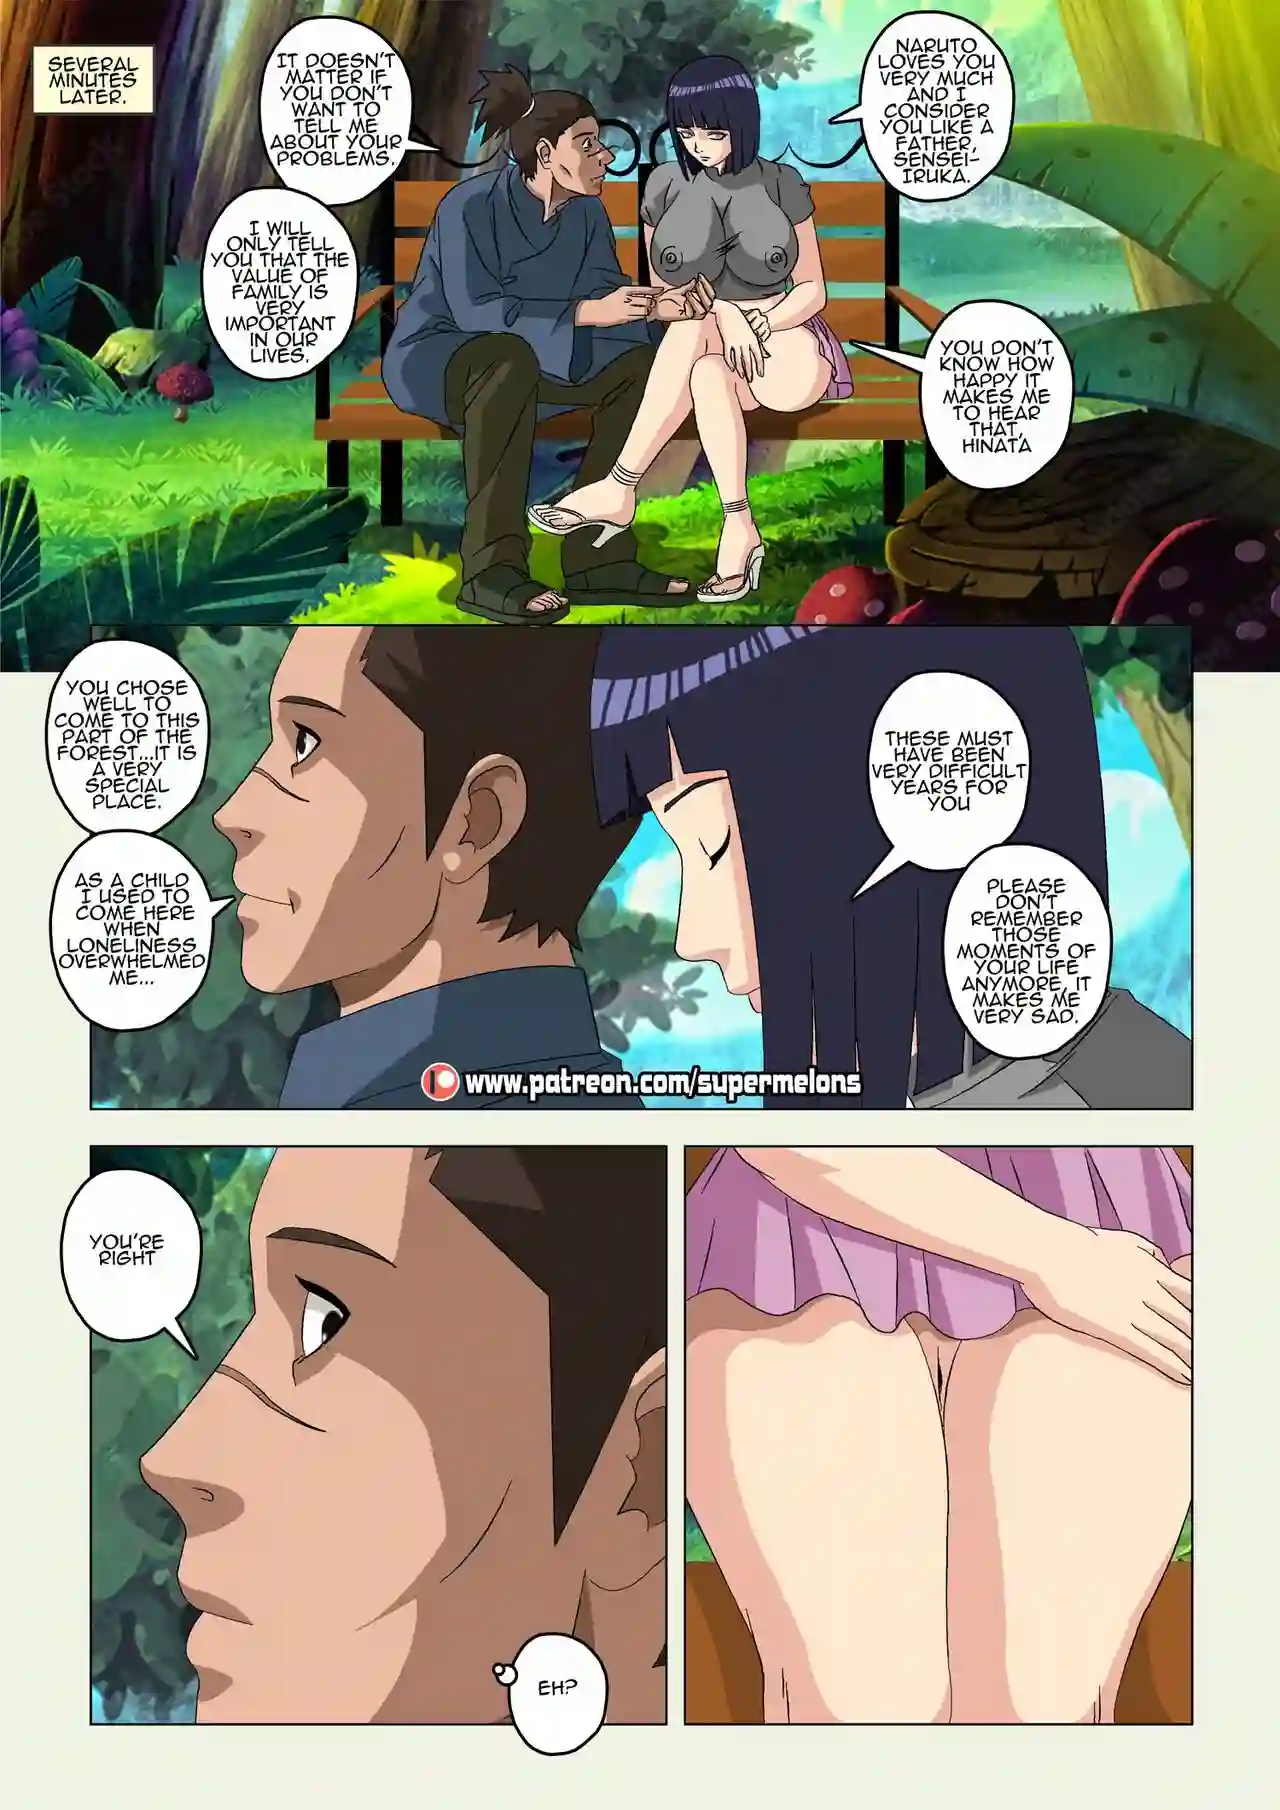 SEVERAL
MINUTES
LATER.
IT DOESN'T
MATTER IF
YOU DON'T
WANT TO
TELL ME
ABOUT YOUR
PROBLEMS.
I WILL
ONLY TELL
YOU THAT THE
VALUE OF
FAMILY IS
VERY
IMPORTANT
IN OUR
LIVES.
NARUTO
LOVES YOU
VERY MUCH
AND I
CONSIDER
YOU LIKE A
FATHER,
SENSEI-
IRUKA.
YOU DON'T
KNOW HOW
HAPPY IT
MAKES ME
TO HEAR
THAT,
HINATA
YOU CHOSE
WELL TO
COME TO THIS
PART OF THE
FOREST...IT IS
A VERY
SPECIAL
PLACE.
AS A CHILD
I USED TO
COME HERE
WHEN
LONELINESS
OVERWHELMED
ME...
THESE MUST
HAVE BEEN
VERY DIFFICULT
YEARS FOR
YOU
PLEASE
DON'T
REMEMBER
THOSE
MOMENTS OF
YOUR LIFE
ANYMORE, IT
MAKES ME
VERY SAD.
www.patreon.com/supermelons
YOU'RE
RIGHT
EH?